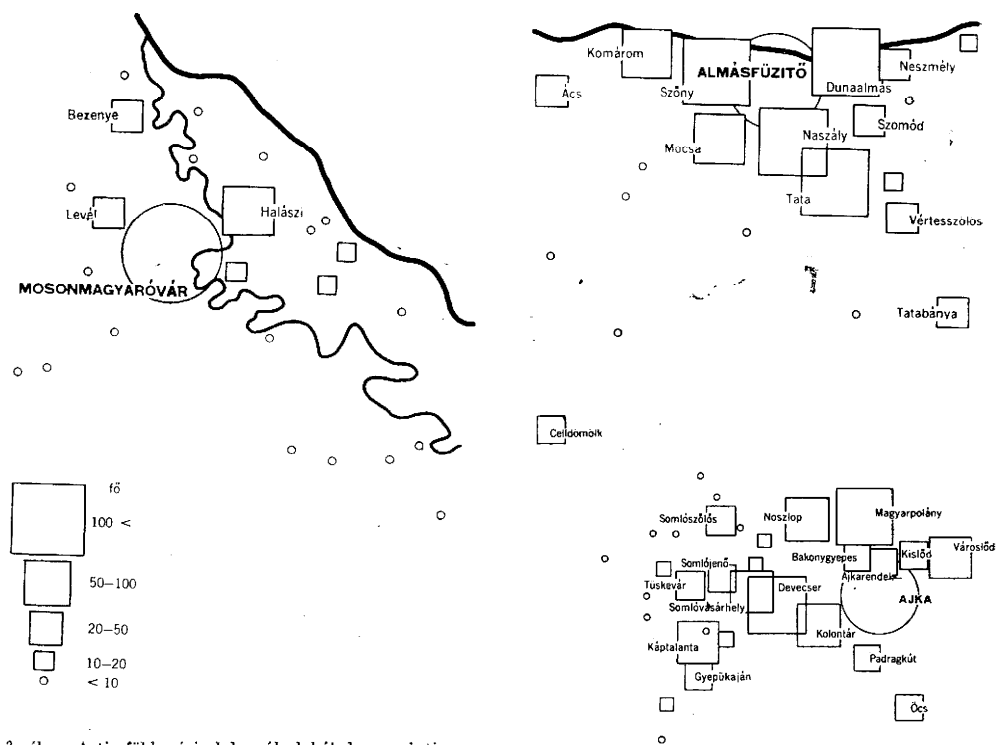 Bezenye
Levél
Halászi
MOSONMAGYARÓVÁR
Komárom
Ács
Szőny
ALMÁSFÜZITŐ
Dunaalmás
Neszmély
Szomód
Mocsa
Naszály
Tata
Vértesszőlős
Tatabánya
Celldömölk
fő
100 <
50–100
20–50
10–20
< 10
Somlószőlős
Noszlop
Magyarpolány
Bakonygyepes
Kislőd
Városlőd
Ajkarendek
Somlójenő
Tüskevár
Devecser
AJKA
Somlóvásárhely
Káptalanfa
Kolontár
Padragkút
Gyepükaján
Öcs